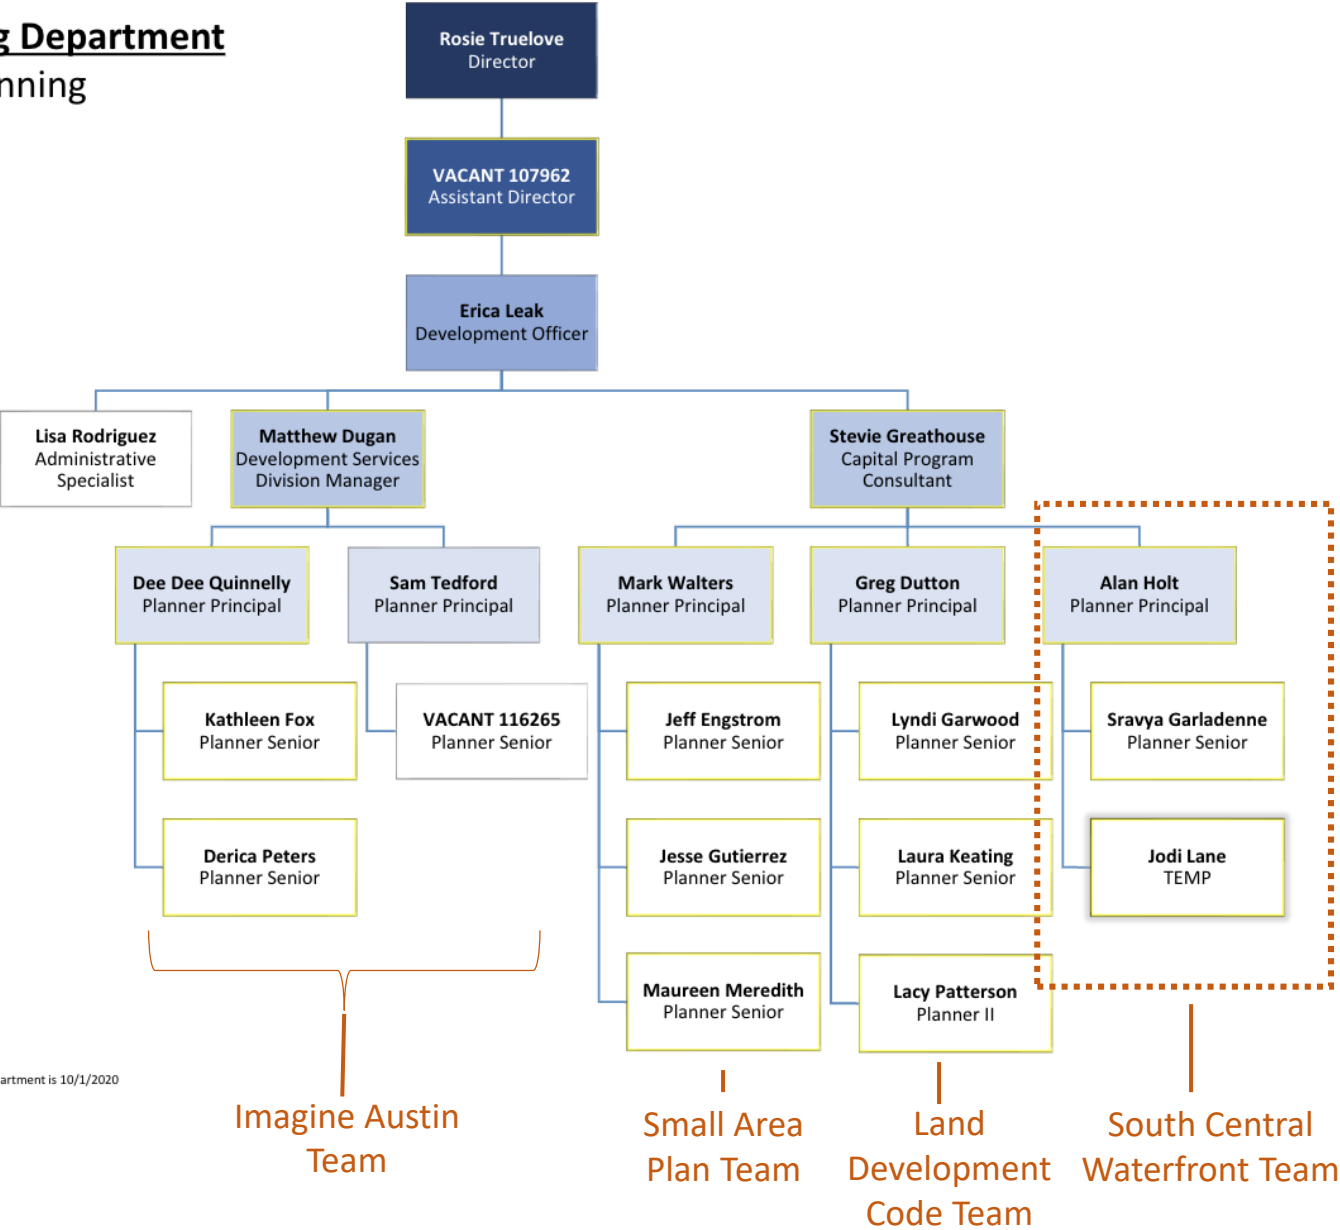 g Department
nning
Rosie Truelove
Director
VACANT 107962
Assistant Director
Erica Leak
Development Officer
Lisa Rodriguez
Administrative
Specialist
Matthew Dugan
Development Services
Division Manager
Stevie Greathouse
Capital Program
Consultant
Dee Dee Quinnelly
Planner Principal
Sam Tedford
Planner Principal
Mark Walters
Planner Principal
Greg Dutton
Planner Principal
Alan Holt
Planner Principal
Kathleen Fox
Planner Senior
VACANT 116265
Planner Senior
Jeff Engstrom
Planner Senior
Lyndi Garwood
Planner Senior
Sravya Garladenne
Planner Senior
Derica Peters
Planner Senior
Jesse Gutierrez
Planner Senior
Laura Keating
Planner Senior
Jodi Lane
TEMP
Maureen Meredith
Planner Senior
Lacy Patterson
Planner II
artment is 10/1/2020
Imagine Austin
Team
Small Area
Plan Team
Land
Development
Code Team
South Central
Waterfront Team